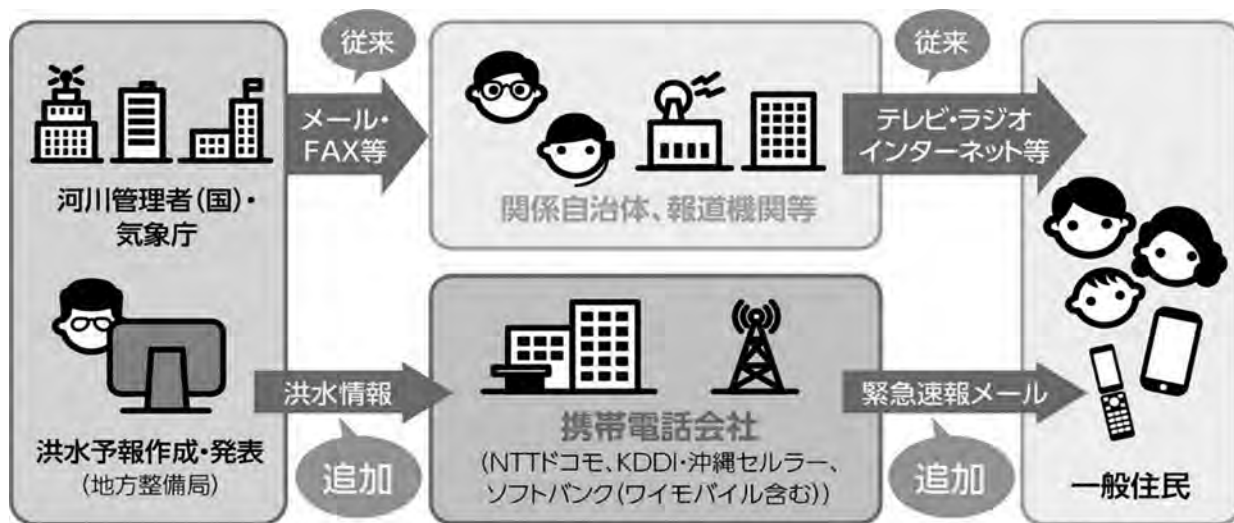 従来
従来
メール・
FAX等
テレビ・ラジオ
インターネット等
河川管理者(国)・
気象庁
関係自治体、報道機関等
洪水予報作成・発表
(地方整備局)
洪水情報
追加
携帯電話会社
(NTTドコモ、KDDI・沖縄セルラー、
ソフトバンク(ワイモバイル含む))
緊急速報メール
追加
一般住民